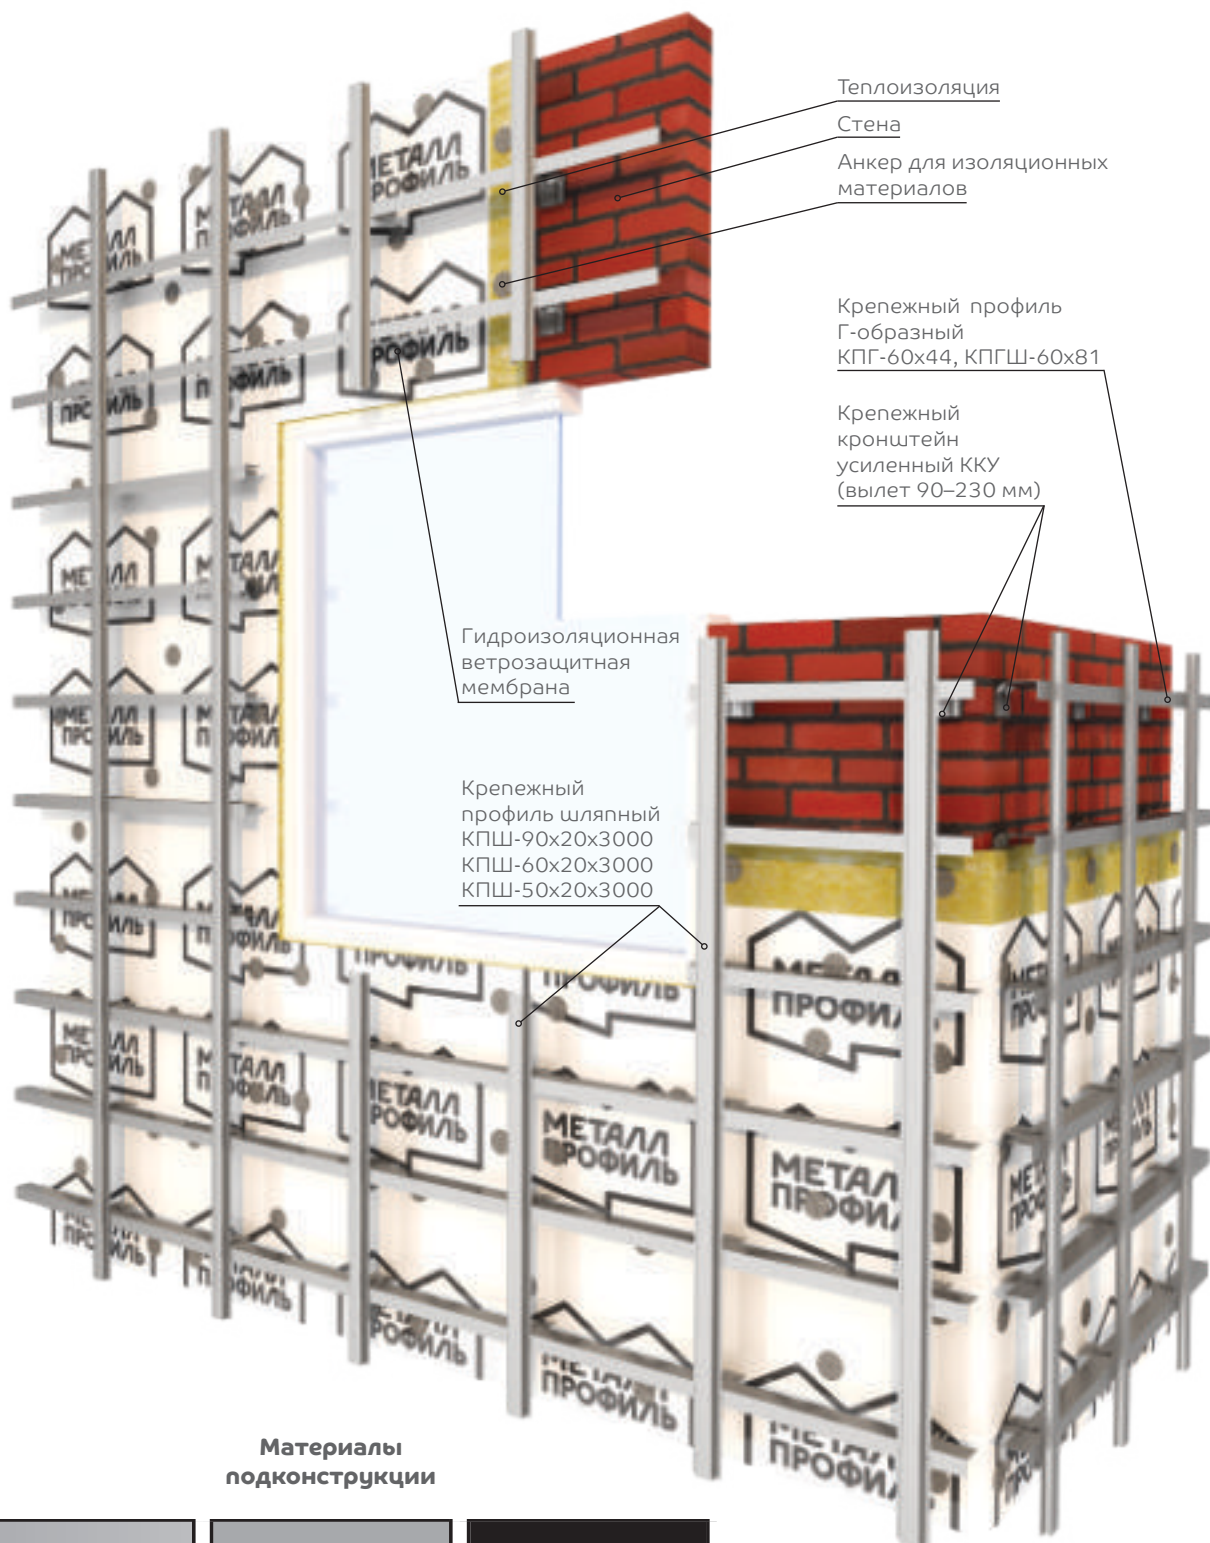 Теплоизоляция
Стена
Анкер для изоляционных
материалов
Крепежный профиль
Г-образный
КПГ-60х44, КПГШ-60х81
Крепежный
кронштейн
усиленный ККУ
(вылет 90–230 мм)
Гидроизоляционная
ветрозащитная
мембрана
Крепежный
профиль шляпный
КПШ-90х20х3000
КПШ-60х20х3000
КПШ-50х20х3000
МЕТАЛЛ
ПРОФИЛЬ
Материалы
подконструкции